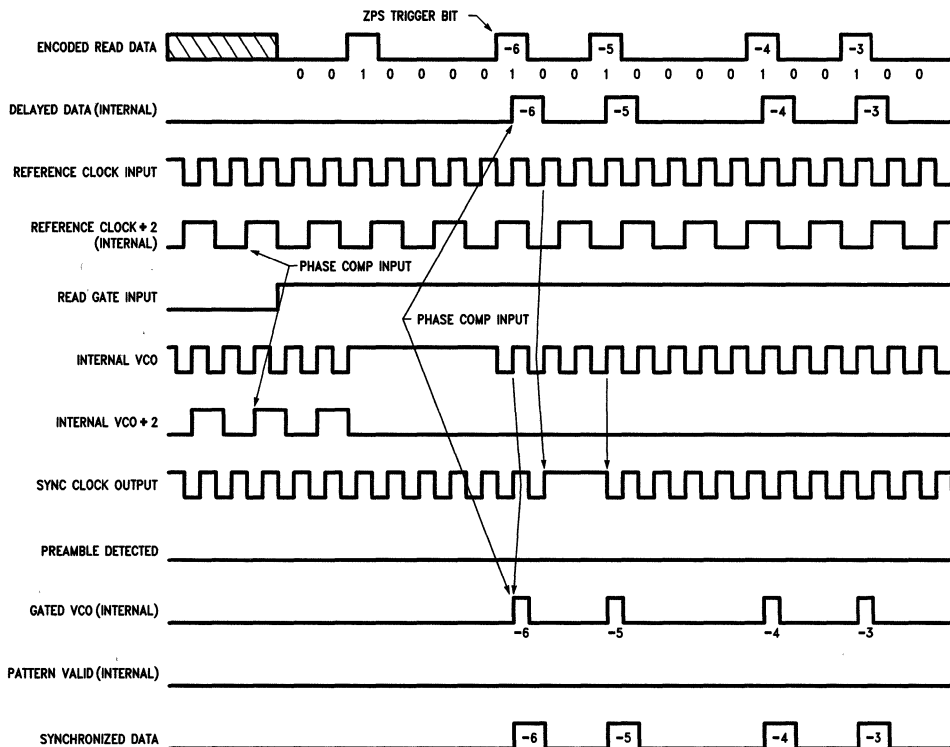 ZPS TRIGGER BIT
ENCODED READ DATA
-6 -5 -4 -3
0 0 1 0 0 0 0 1 0 0 1 0 0 0 0 1 0 0 1 0 0
DELAYED DATA (INTERNAL)
-6 -5 -4 -3
REFERENCE CLOCK INPUT
REFERENCE CLOCK ÷ 2
(INTERNAL)
PHASE COMP INPUT
READ GATE INPUT
PHASE COMP INPUT
INTERNAL VCO
INTERNAL VCO ÷ 2
SYNC CLOCK OUTPUT
PREAMBLE DETECTED
GATED VCO (INTERNAL)
-6 -5 -4 -3
PATTERN VALID (INTERNAL)
SYNCHRONIZED DATA
-6 -5 -4 -3